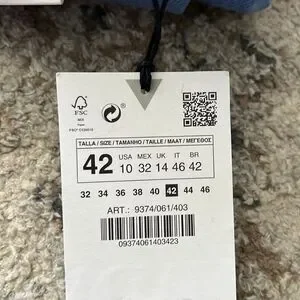 FSC
MIX
TALLA / SIZE / TAMANHO / TAILLE / MAAT / ΜΕΓΕΘΟΣ
42 USA MEX UK IT BR
10 32 14 46 42
32 34 36 38 40 42 44 46
ART.: 9374/061/403
09374061403423